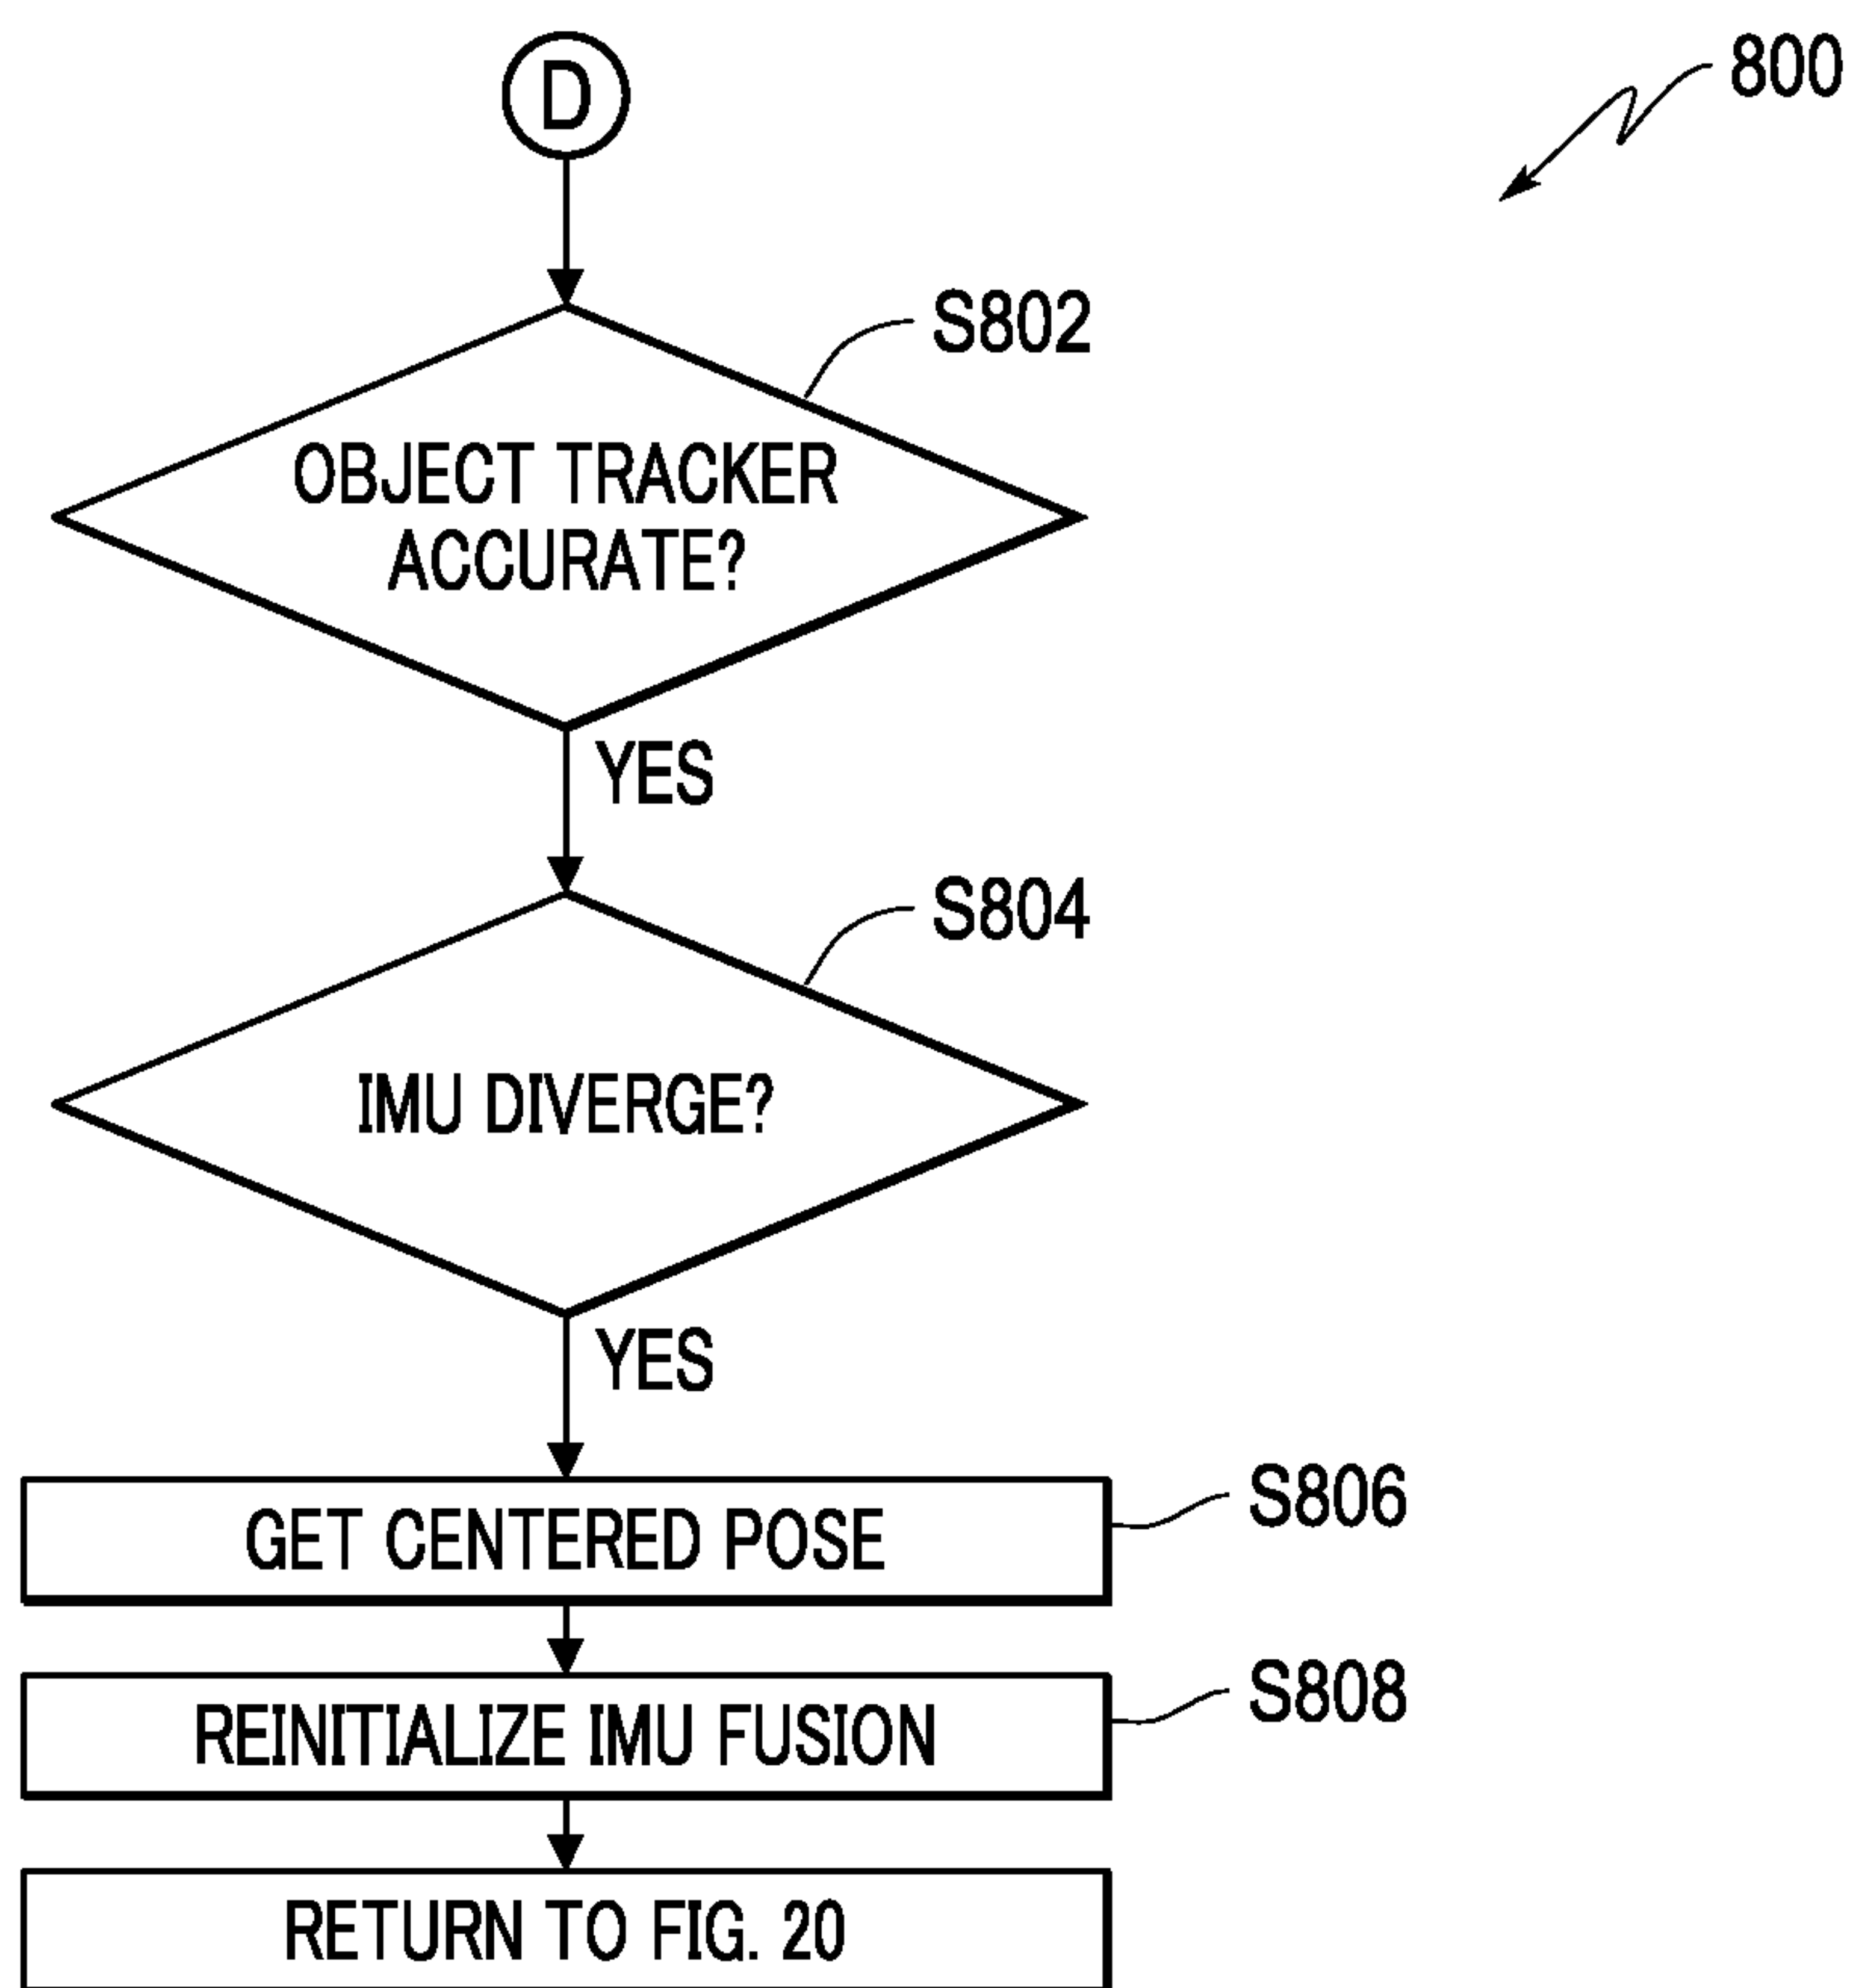 D
800
S802
OBJECT TRACKER
ACCURATE?
YES
S804
IMU DIVERGE?
YES
GET CENTERED POSE
S806
REINITIALIZE IMU FUSION
S808
RETURN TO FIG. 20